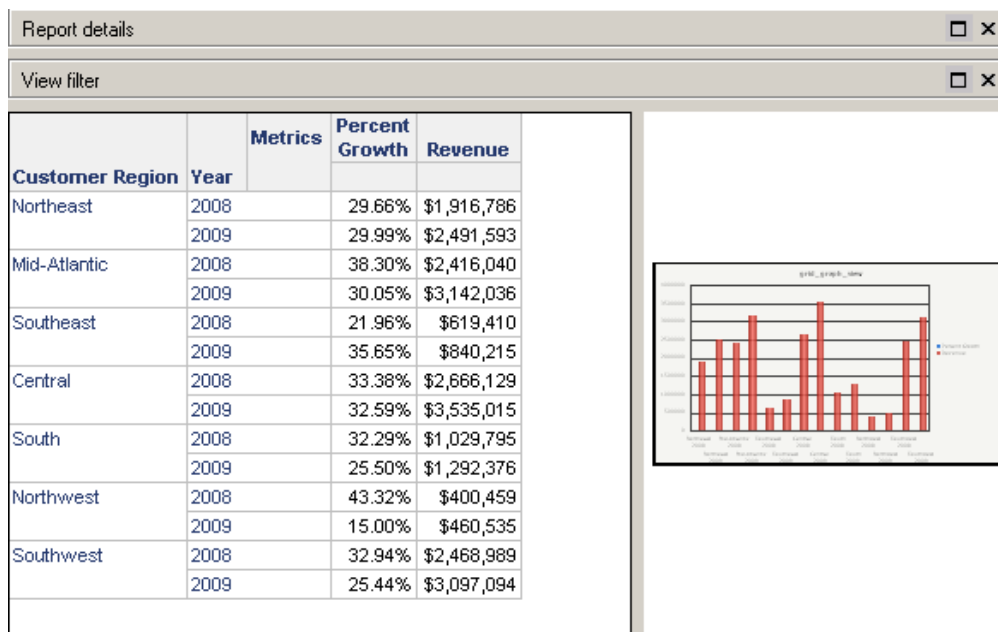 Report details
View filter
Customer Region Year Metrics Percent Growth Revenue
Northeast 2008 29.66% $1,916,786
2009 29.99% $2,491,593
Mid-Atlantic 2008 38.30% $2,416,040
2009 30.05% $3,142,036
Southeast 2008 21.96% $619,410
2009 35.65% $840,215
Central 2008 33.38% $2,666,129
2009 32.59% $3,535,015
South 2008 32.29% $1,029,795
2009 25.50% $1,292,376
Northwest 2008 43.32% $400,459
2009 15.00% $460,535
Southwest 2008 32.94% $2,468,989
2009 25.44% $3,097,094
grid_graph_view